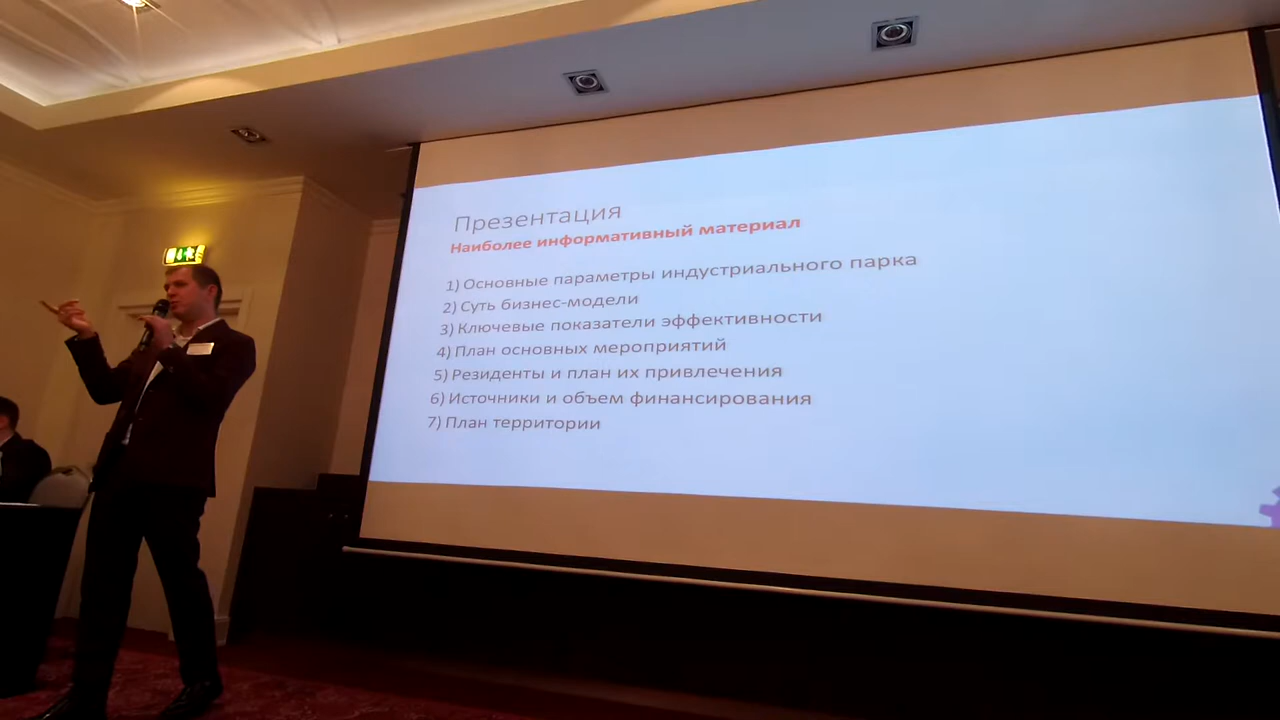 Презентация
Наиболее информативный материал
1) Основные параметры индустриального парка
2) Суть бизнес-модели
3) Ключевые показатели эффективности
4) План основных мероприятий
5) Резиденты и план их привлечения
6) Источники и объем финансирования
7) План территории